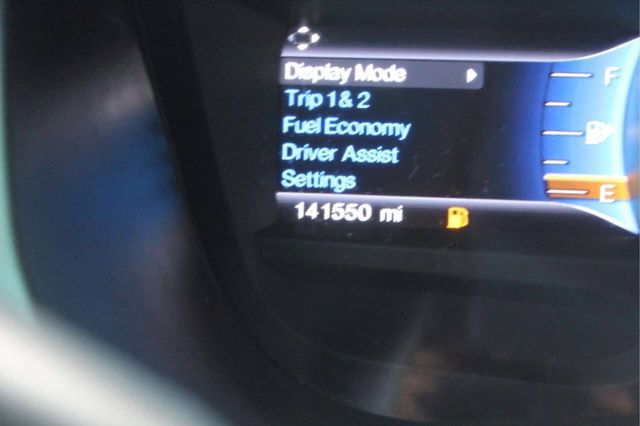 Display Mode
Trip 1 & 2
Fuel Economy
Driver Assist
Settings
141550 mi
F
E